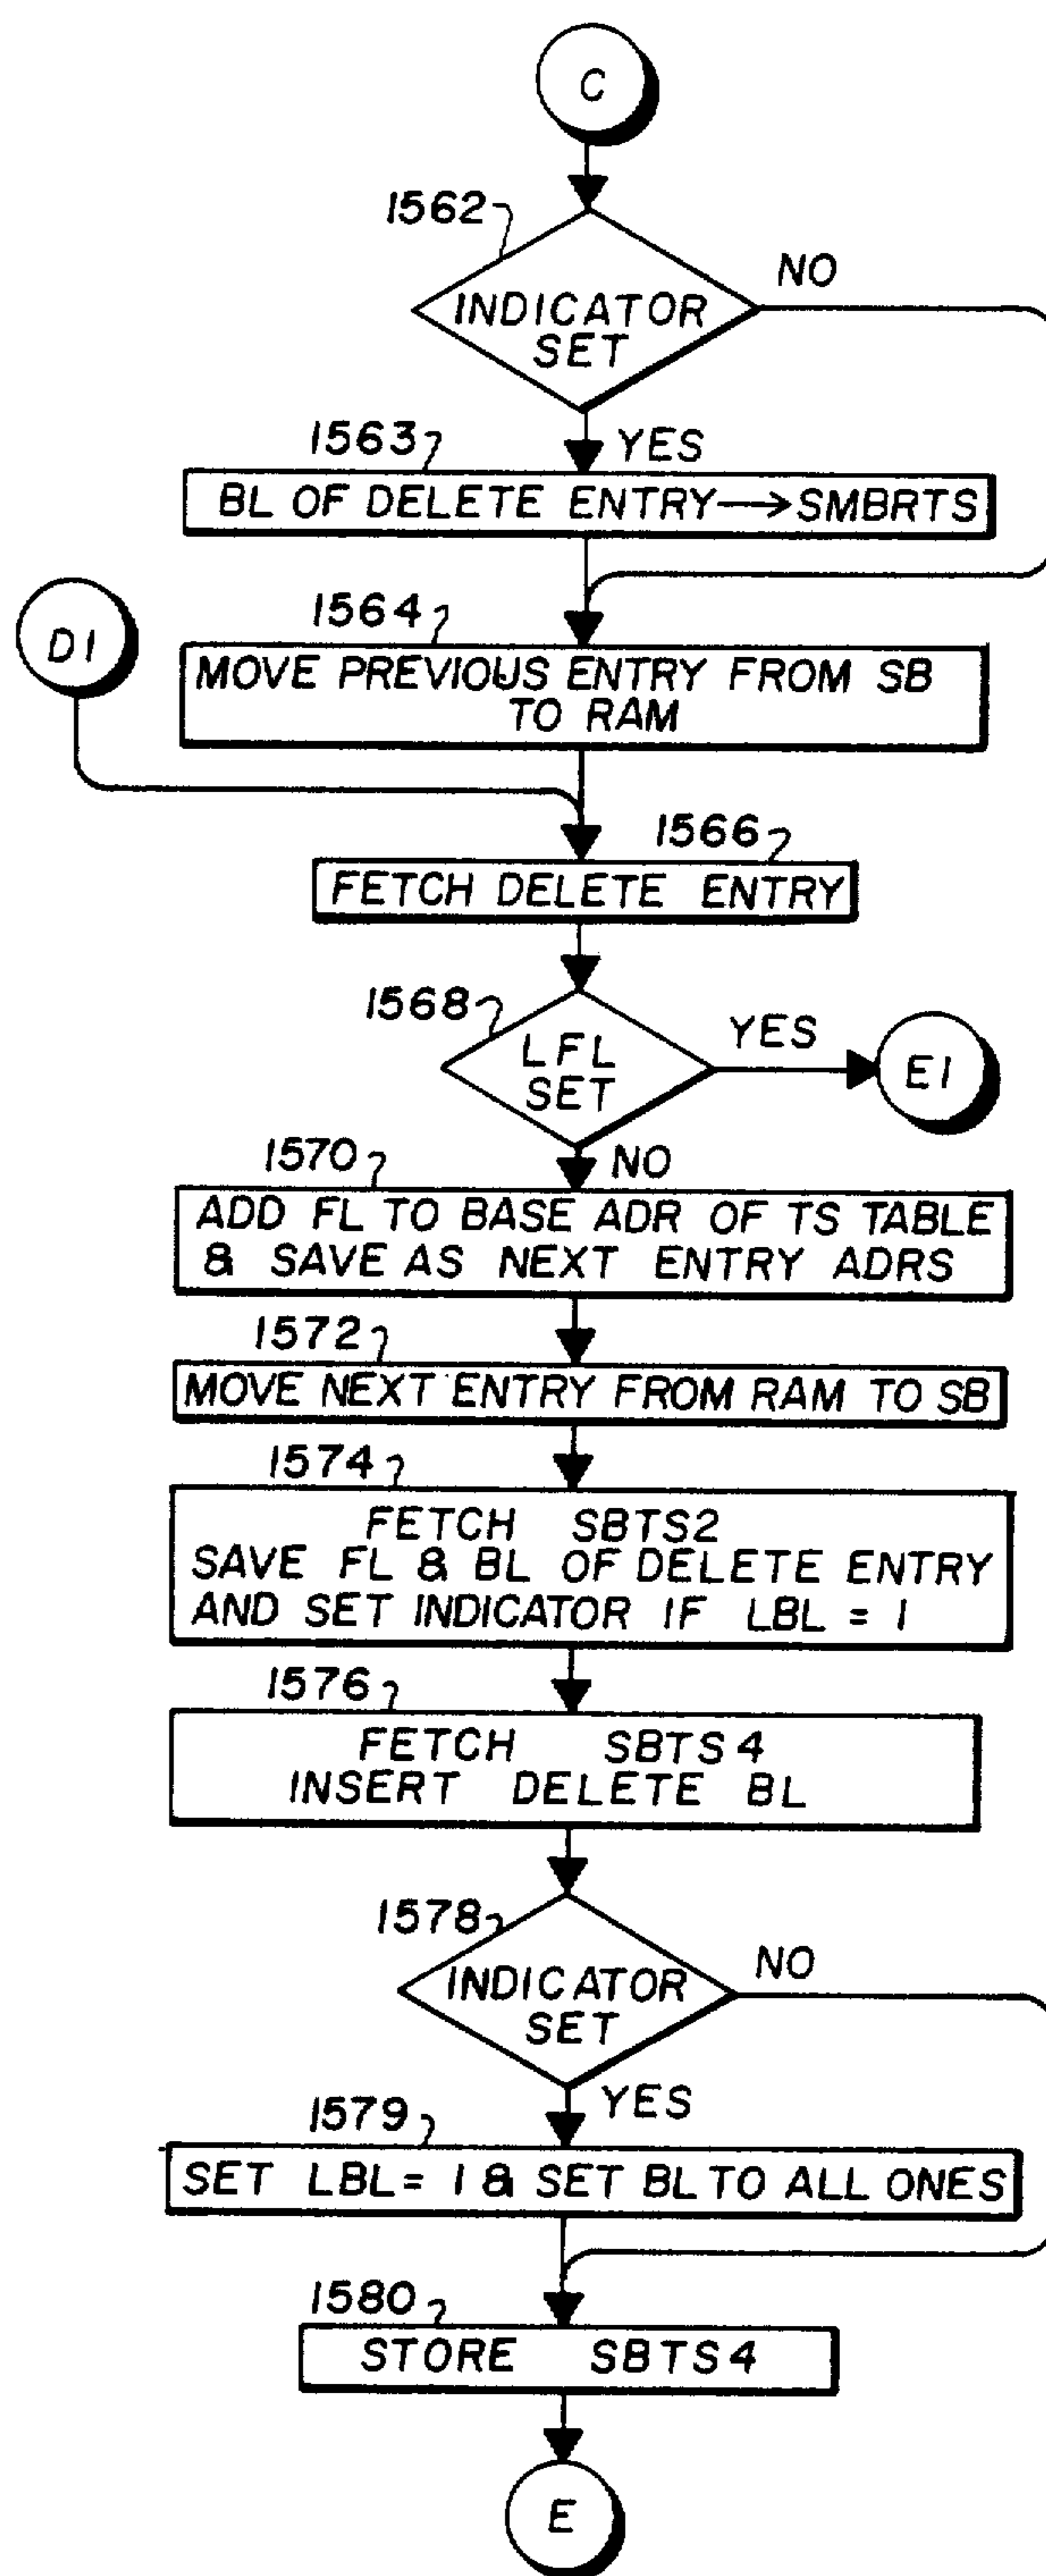 C
1562
INDICATOR
SET
NO
YES
1563
BL OF DELETE ENTRY→SMBRTS
1564
D1
MOVE PREVIOUS ENTRY FROM SB
TO RAM
1566
FETCH DELETE ENTRY
1568
LFL
SET
YES
E1
NO
1570
ADD FL TO BASE ADR OF TS TABLE
& SAVE AS NEXT ENTRY ADRS
1572
MOVE NEXT ENTRY FROM RAM TO SB
1574
FETCH SBTS2
SAVE FL & BL OF DELETE ENTRY
AND SET INDICATOR IF LBL = 1
1576
FETCH SBTS4
INSERT DELETE BL
1578
INDICATOR
SET
NO
YES
1579
SET LBL = 1 & SET BL TO ALL ONES
1580
STORE SBTS4
E